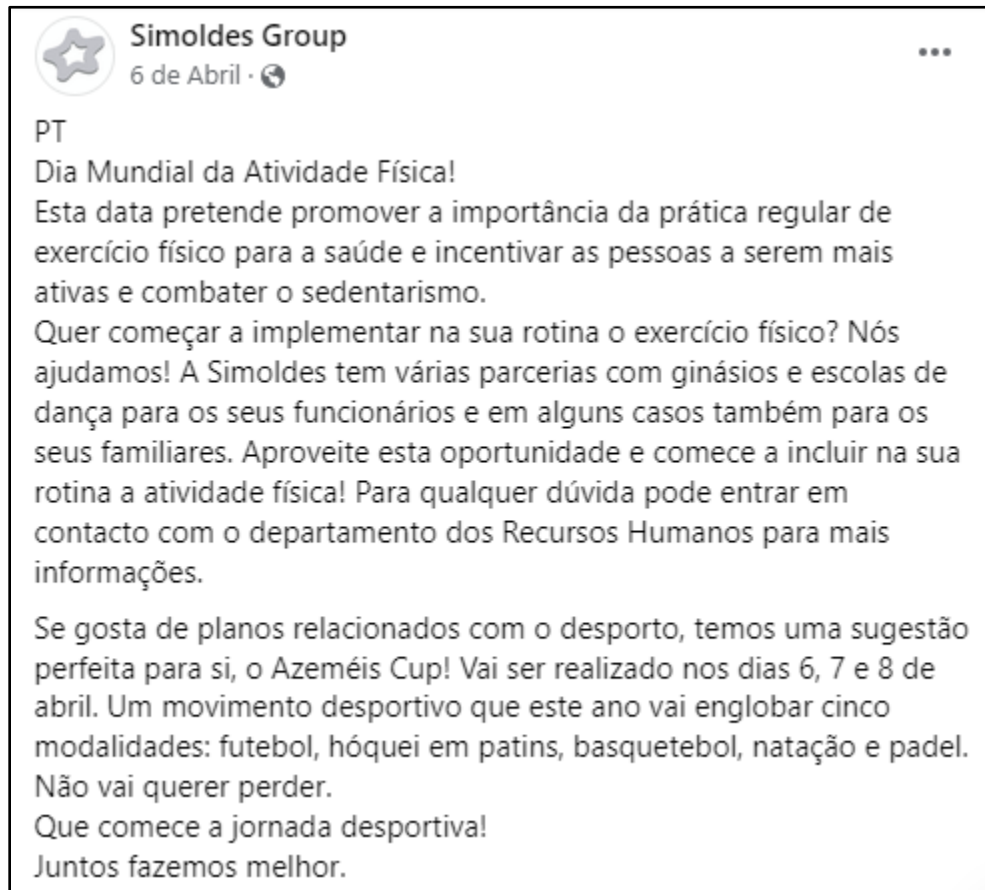 Simoldes Group
6 de Abril ·
PT
Dia Mundial da Atividade Física!
Esta data pretende promover a importância da prática regular de
exercício físico para a saúde e incentivar as pessoas a serem mais
ativas e combater o sedentarismo.
Quer começar a implementar na sua rotina o exercício físico? Nós
ajudamos! A Simoldes tem várias parcerias com ginásios e escolas de
dança para os seus funcionários e em alguns casos também para os
seus familiares. Aproveite esta oportunidade e comece a incluir na sua
rotina a atividade física! Para qualquer dúvida pode entrar em
contacto com o departamento dos Recursos Humanos para mais
informações.
Se gosta de planos relacionados com o desporto, temos uma sugestão
perfeita para si, o Azeméis Cup! Vai ser realizado nos dias 6, 7 e 8 de
abril. Um movimento desportivo que este ano vai englobar cinco
modalidades: futebol, hóquei em patins, basquetebol, natação e padel.
Não vai querer perder.
Que comece a jornada desportiva!
Juntos fazemos melhor.